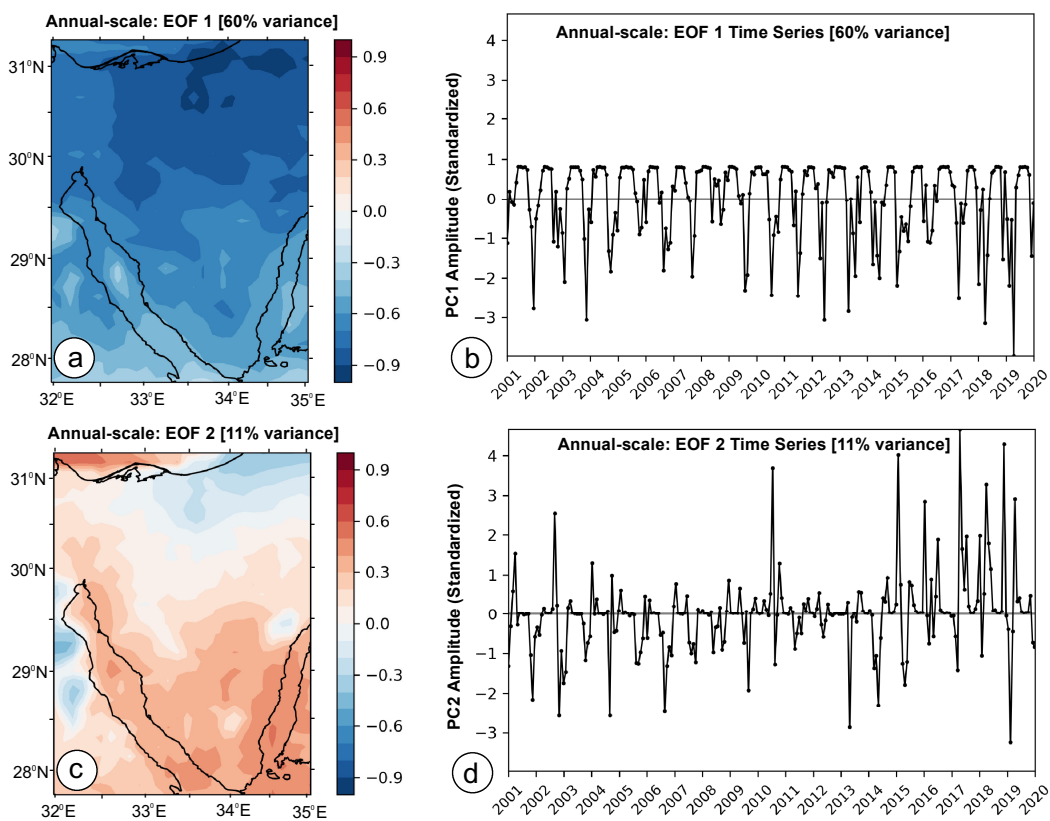 Annual-scale: EOF 1 [60% variance]
31°N
30°N
29°N
28°N
32°E
33°E
34°E
35°E
0.9
0.6
0.3
0.0
−0.3
−0.6
−0.9
a
Annual-scale: EOF 1 Time Series [60% variance]
PC1 Amplitude (Standardized)
4
3
2
1
0
−1
−2
−3
2001
2002
2003
2004
2005
2006
2007
2008
2009
2010
2011
2012
2013
2014
2015
2016
2017
2018
2019
2020
b
Annual-scale: EOF 2 [11% variance]
31°N
30°N
29°N
28°N
32°E
33°E
34°E
35°E
0.9
0.6
0.3
0.0
−0.3
−0.6
−0.9
c
Annual-scale: EOF 2 Time Series [11% variance]
PC2 Amplitude (Standardized)
4
3
2
1
0
−1
−2
−3
2001
2002
2003
2004
2005
2006
2007
2008
2009
2010
2011
2012
2013
2014
2015
2016
2017
2018
2019
2020
d